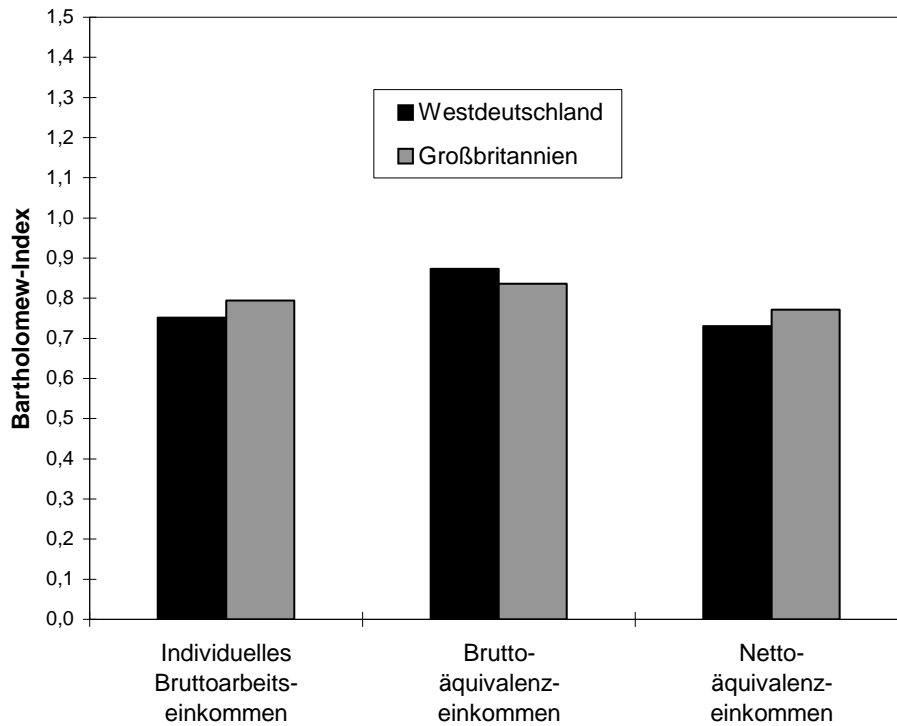 1,5
1,4
1,3
1,2
1,1
1,0
0,9
0,8
0,7
0,6
0,5
0,4
0,3
0,2
0,1
0,0
Bartholomew-Index
Westdeutschland
Großbritannien
Individuelles
Bruttoarbeits-
einkommen
Brutto-
äquivalenz-
einkommen
Netto-
äquivalenz-
einkommen